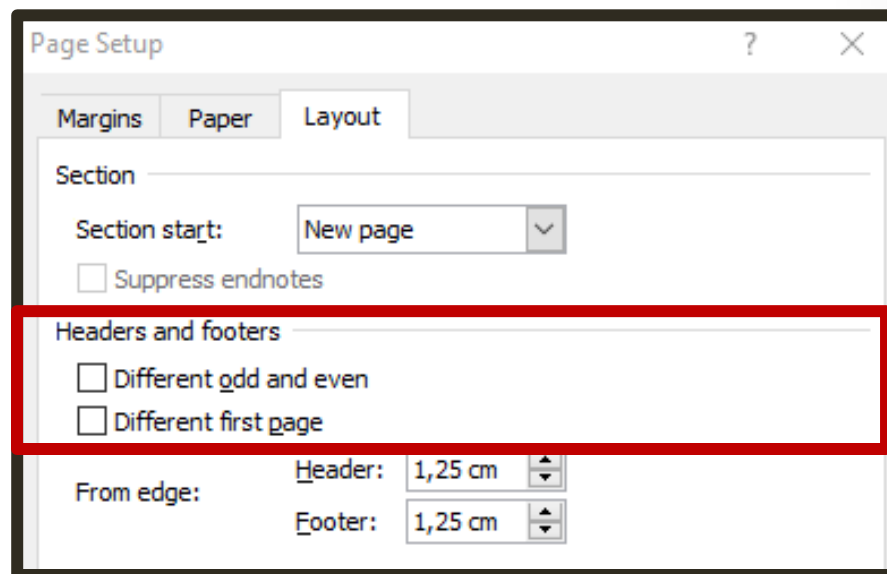 Page Setup ?
Margins Paper Layout
Section
Section start: New page
Suppress endnotes
Headers and footers
Different odd and even
Different first page
From edge: Header: 1,25 cm
Footer: 1,25 cm